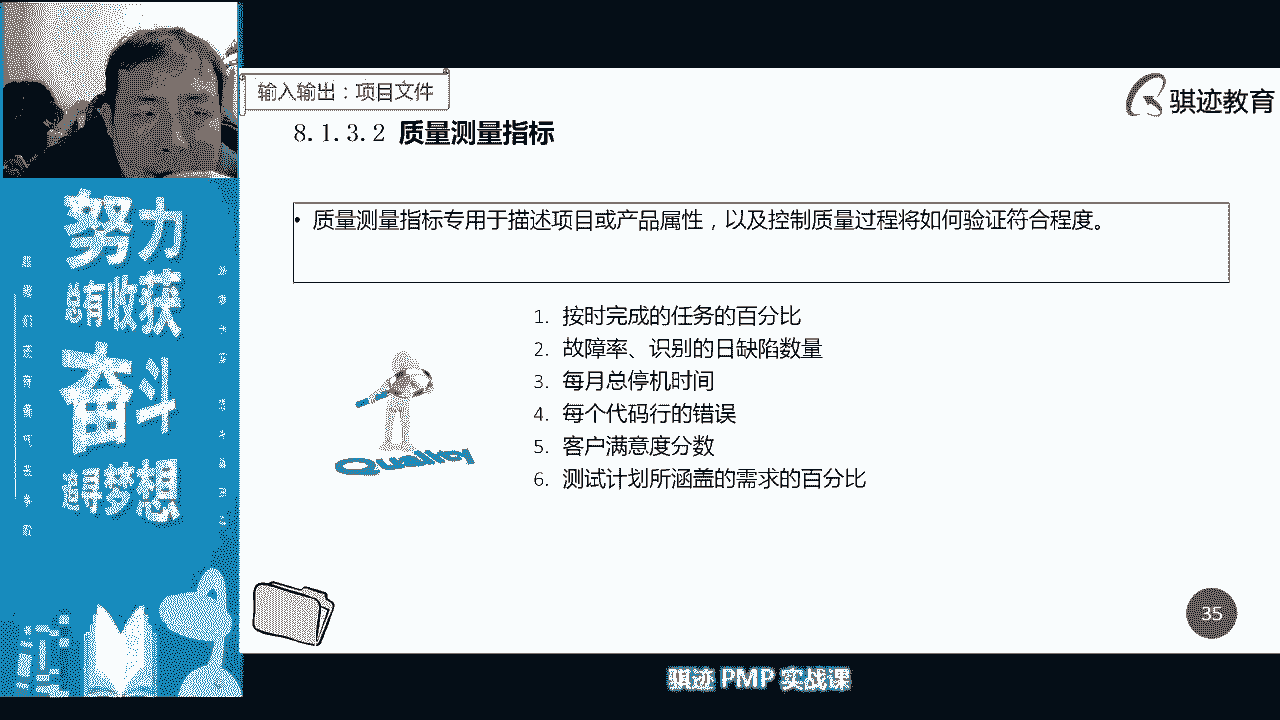 输入输出：项目文件
骐迹教育
8.1.3.2 质量测量指标
• 质量测量指标专用于描述项目或产品属性，以及控制质量过程将如何验证符合程度。
1. 按时完成的任务的百分比
2. 故障率、识别的日缺陷数量
3. 每月总停机时间
4. 每个代码行的错误
5. 客户满意度分数
6. 测试计划所涵盖的需求的百分比
Quality
35
骐迹 PMP 实战课
努力
总有收获
奋斗
追寻梦想